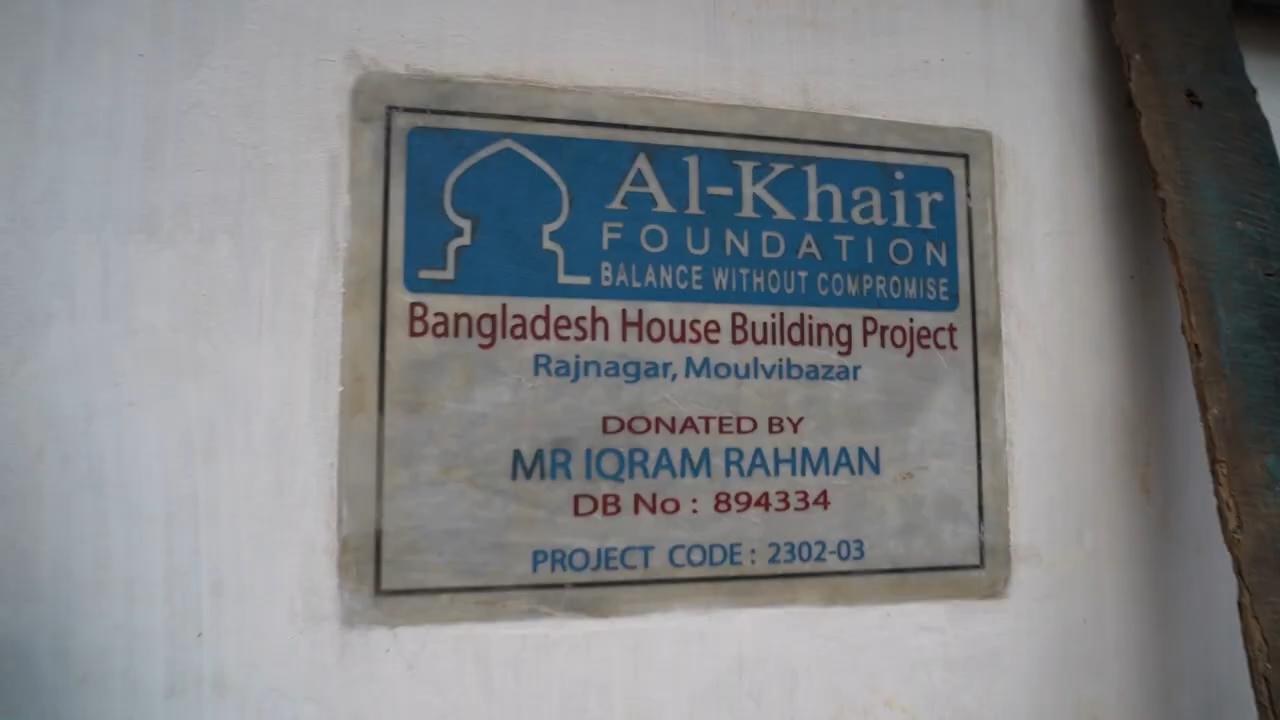 Al-Khair
FOUNDATION
BALANCE WITHOUT COMPROMISE
Bangladesh House Building Project
Rajnagar, Moulvibazar
DONATED BY
MR IQRAM RAHMAN
DB No : 894334
PROJECT CODE : 2302-03